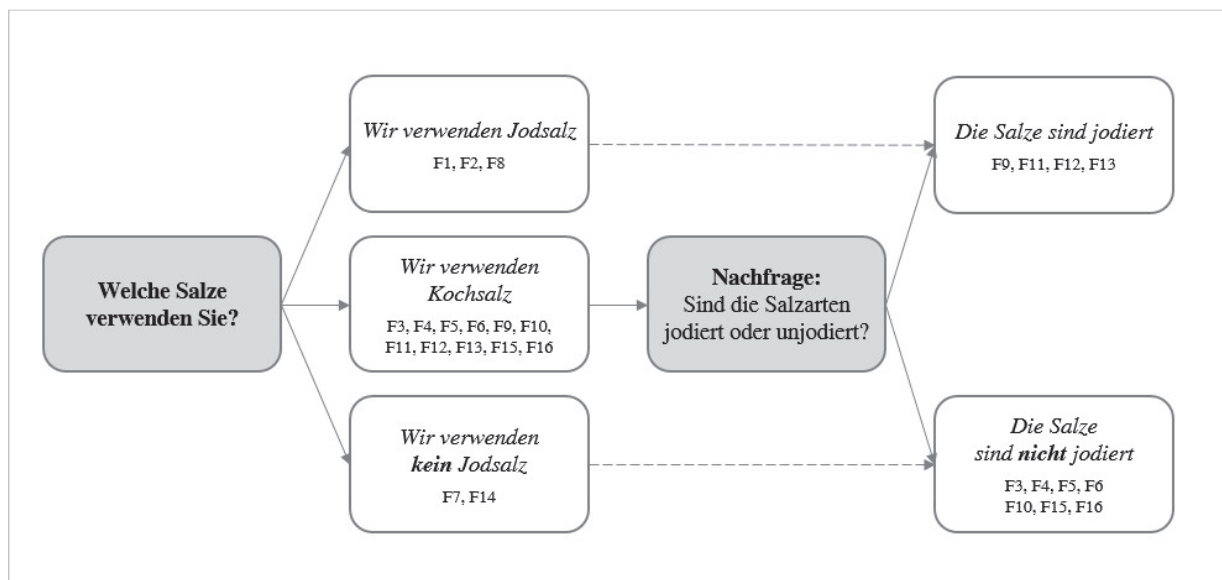 Welche Salze
verwenden Sie?
Wir verwenden Jodsalz
F1, F2, F8
Wir verwenden
Kochsalz
F3, F4, F5, F6, F9, F10,
F11, F12, F13, F15, F16
Wir verwenden
kein Jodsalz
F7, F14
Nachfrage:
Sind die Salzarten
jodiert oder unjodiert?
Die Salze sind jodiert
F9, F11, F12, F13
Die Salze
sind nicht jodiert
F3, F4, F5, F6
F10, F15, F16